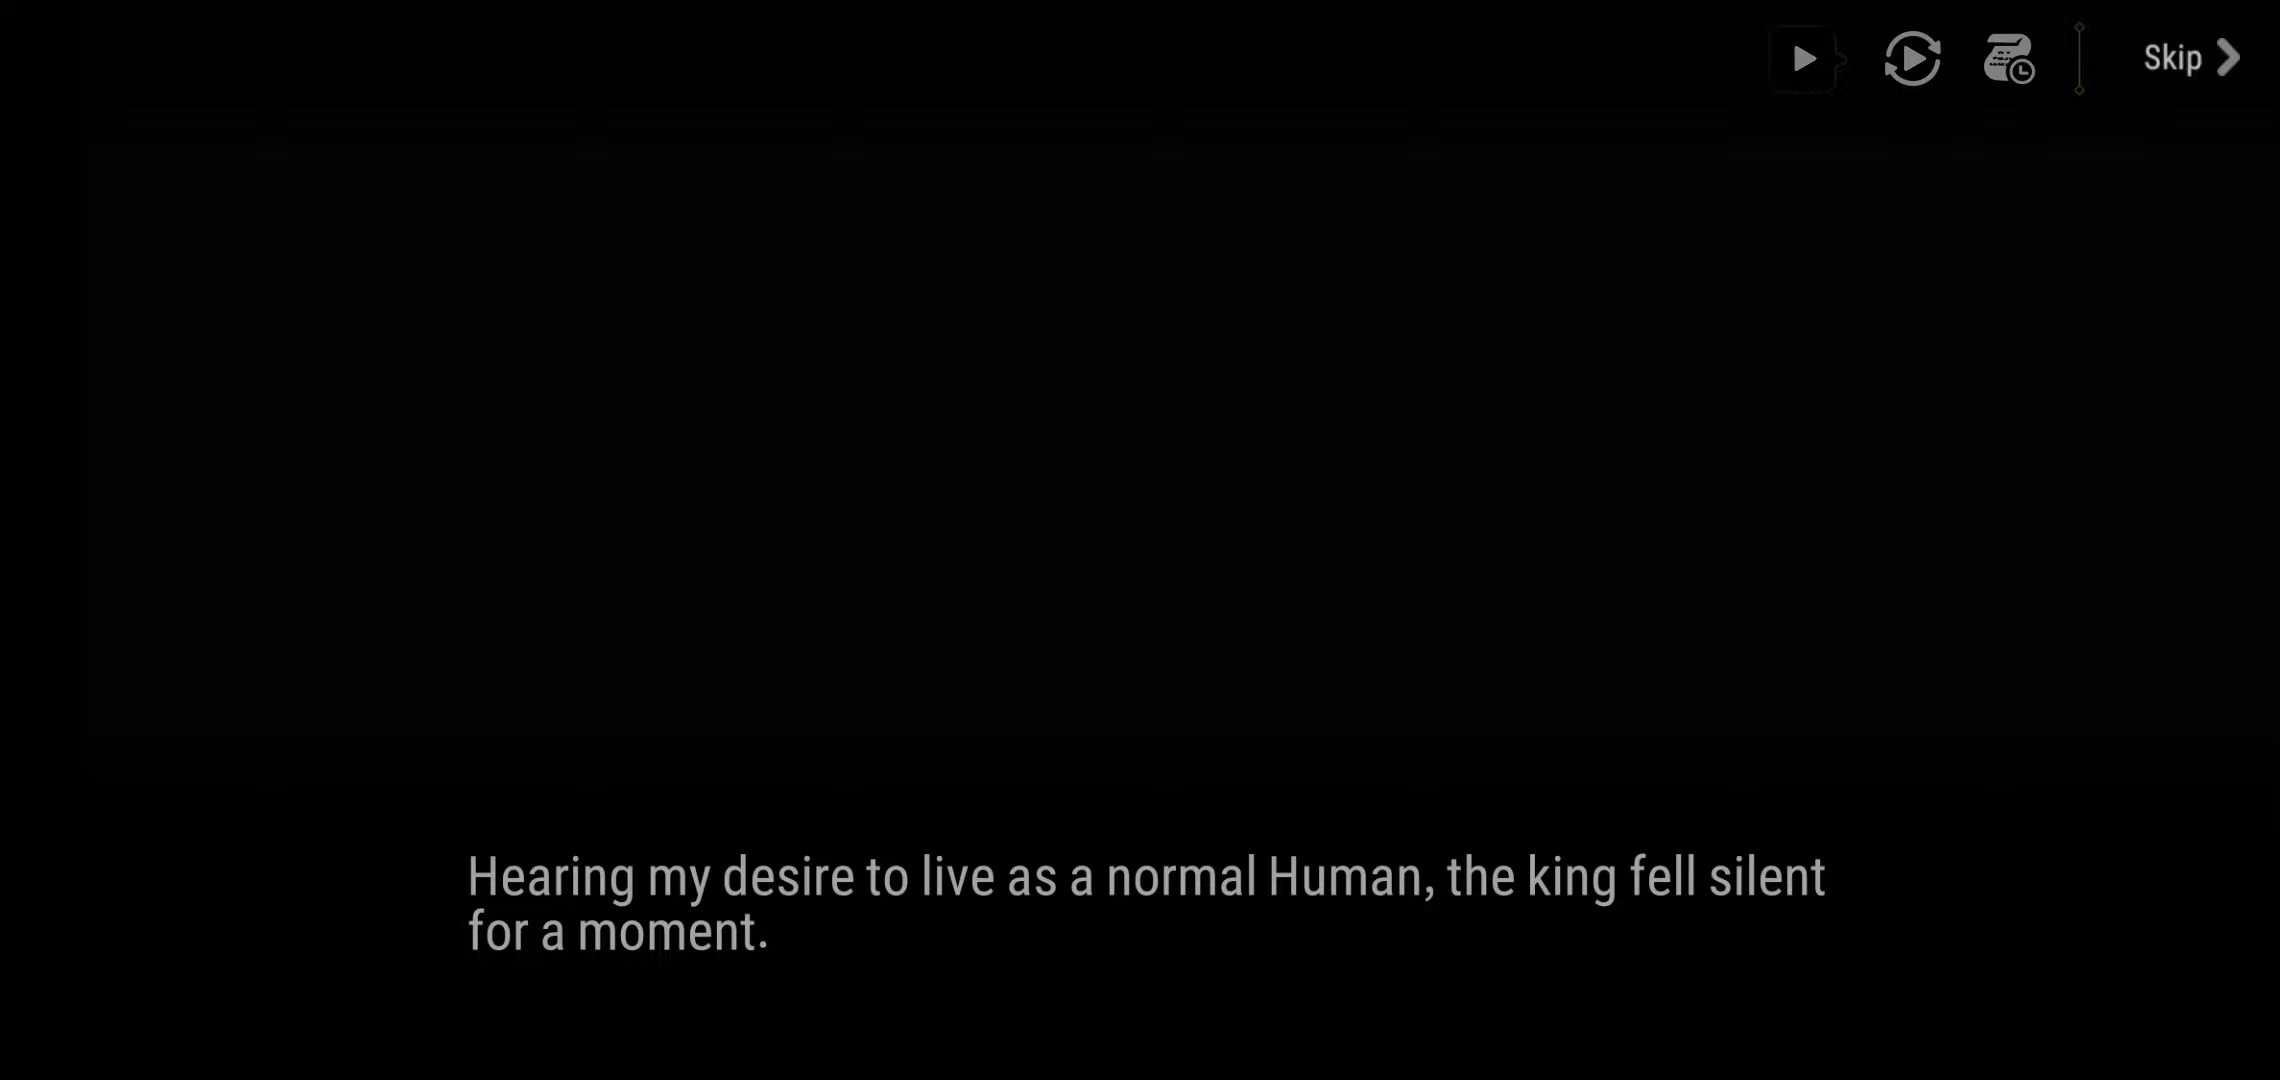 Skip
Hearing my desire to live as a normal Human, the king fell silent
for a moment.